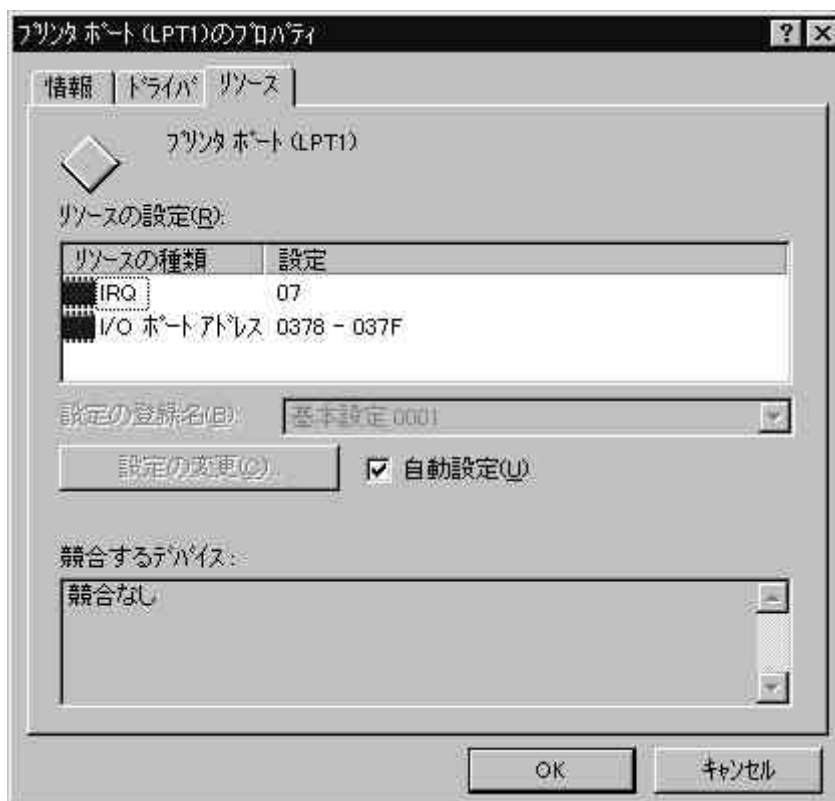 プリンタ ポート (LPT1)のプロパティ
情報 ドライバ リソース
プリンタ ポート (LPT1)
リソースの設定(R):
リソースの種類 設定
IRQ 07
I/O ポート アドレス 0378 - 037F
設定の登録名(B): 基本設定 0001
設定の変更(C)... 自動設定(U)
競合するデバイス:
競合なし
OK キャンセル